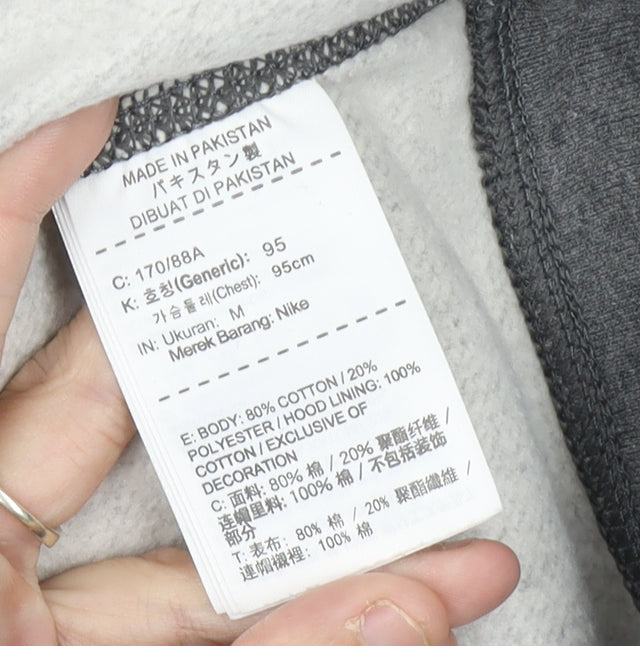 MADE IN PAKISTAN
パキスタン製
DIBUAT DI PAKISTAN
C: 170/88A
K: 호칭(Generic): 95
가슴둘레(Chest): 95cm
IN: Ukuran: M
Merek Barang: Nike
E: BODY: 80% COTTON / 20%
POLYESTER / HOOD LINING: 100%
COTTON / EXCLUSIVE OF
DECORATION
C: 面料: 80% 棉 / 20% 聚酯纤维 /
连帽里料: 100% 棉 / 不包括装饰
部分
T: 表布: 80% 棉 / 20% 聚酯纖維 /
連帽襯裡: 100% 棉